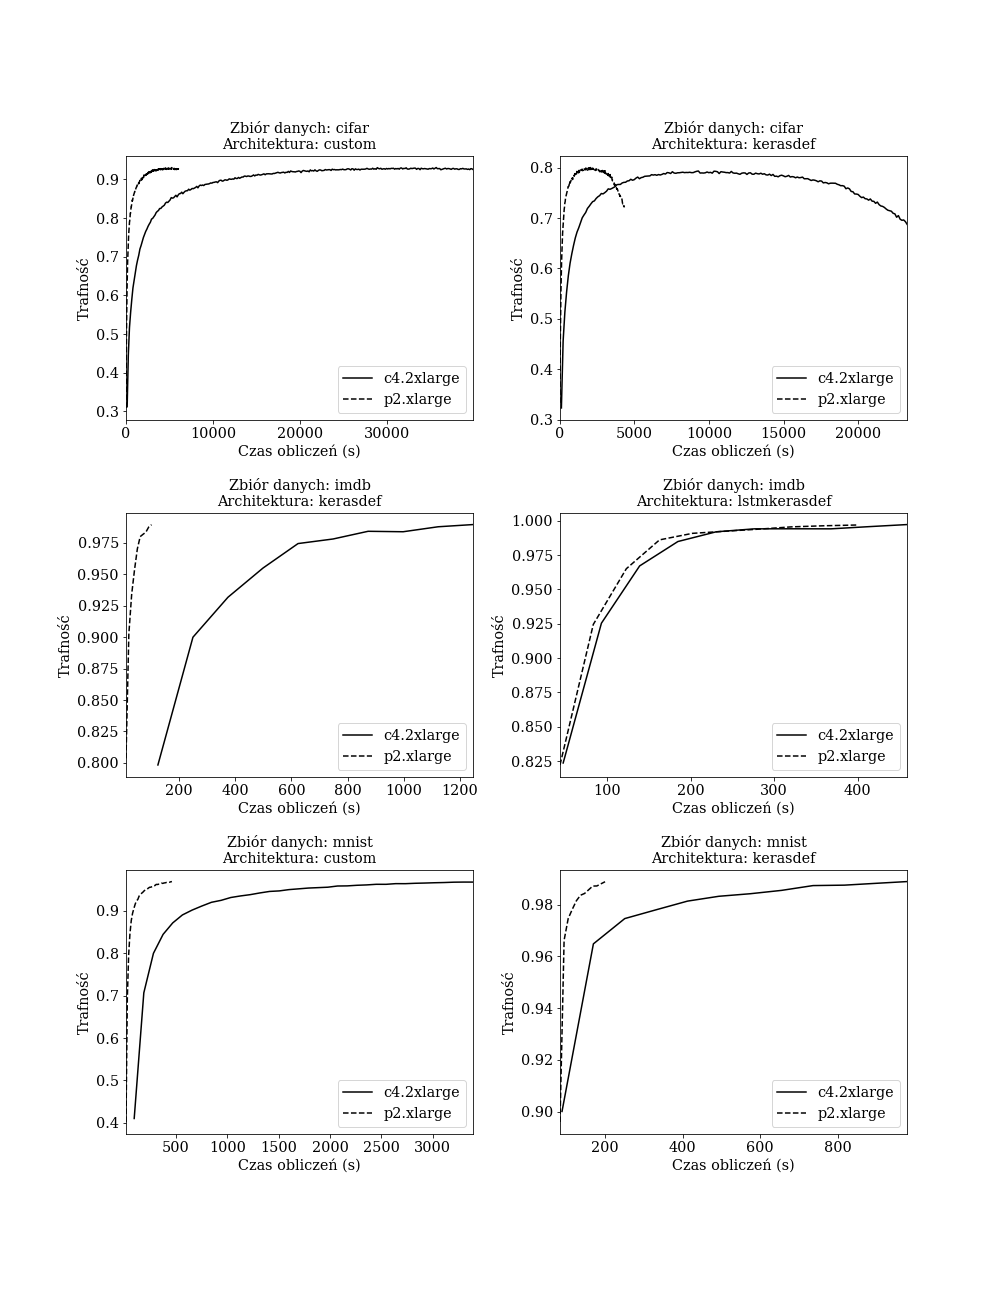 Zbiór danych: cifar
Architektura: custom
0.9
0.8
0.7
0.6
0.5
0.4
0.3
Trafność
c4.2xlarge
p2.xlarge
0
10000
20000
30000
Czas obliczeń (s)
Zbiór danych: cifar
Architektura: kerasdef
0.8
0.7
0.6
0.5
0.4
0.3
Trafność
c4.2xlarge
p2.xlarge
0
5000
10000
15000
20000
Czas obliczeń (s)
Zbiór danych: imdb
Architektura: kerasdef
0.975
0.950
0.925
0.900
0.875
0.850
0.825
0.800
Trafność
c4.2xlarge
p2.xlarge
200
400
600
800
1000
1200
Czas obliczeń (s)
Zbiór danych: imdb
Architektura: lstmkerasdef
1.000
0.975
0.950
0.925
0.900
0.875
0.850
0.825
Trafność
c4.2xlarge
p2.xlarge
100
200
300
400
Czas obliczeń (s)
Zbiór danych: mnist
Architektura: custom
0.9
0.8
0.7
0.6
0.5
0.4
Trafność
c4.2xlarge
p2.xlarge
500
1000
1500
2000
2500
3000
Czas obliczeń (s)
Zbiór danych: mnist
Architektura: kerasdef
0.98
0.96
0.94
0.92
0.90
Trafność
c4.2xlarge
p2.xlarge
200
400
600
800
Czas obliczeń (s)